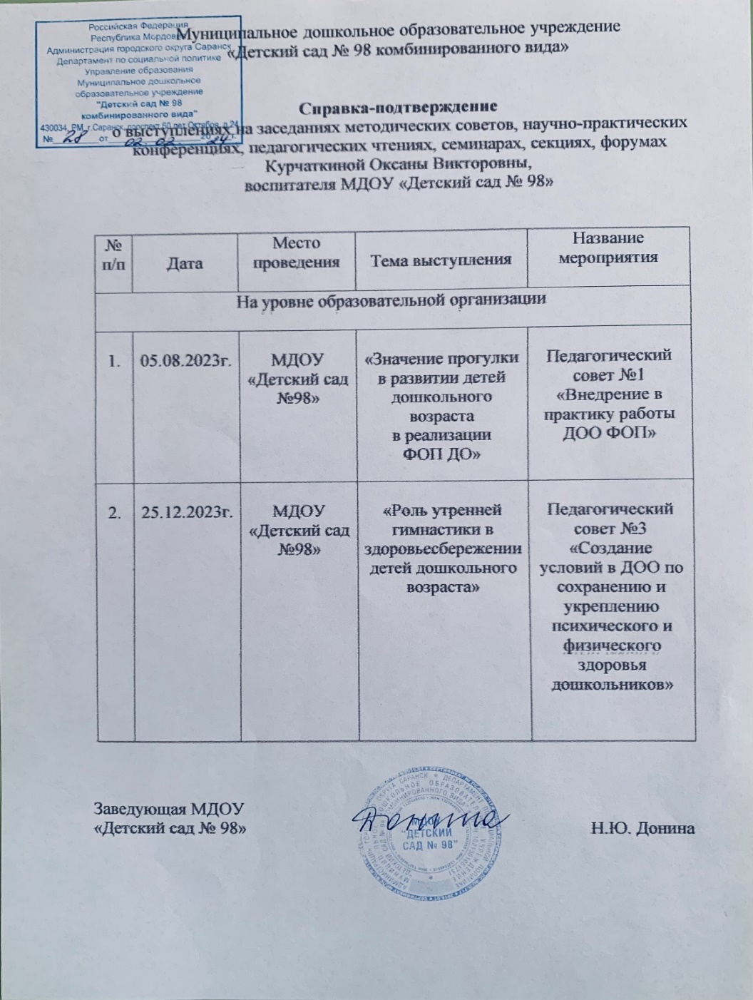 Российская Федерация
Республика Мордовия
Администрация городского округа Саранск
Департамент по социальной политике
Управление образования
Муниципальное дошкольное
образовательное учреждение
"Детский сад № 98
комбинированного вида"
430034, РМ, г.Саранск, проспект 60 лет Октября, д.24
№ 28 от 02.02. 2024 г.
Муниципальное дошкольное образовательное учреждение
«Детский сад № 98 комбинированного вида»
Справка-подтверждение
о выступлениях на заседаниях методических советов, научно-практических
конференциях, педагогических чтениях, семинарах, секциях, форумах
Курчаткиной Оксаны Викторовны,
воспитателя МДОУ «Детский сад № 98»
№
п/п
Дата
Место
проведения
Тема выступления
Название
мероприятия
На уровне образовательной организации
1.
05.08.2023г.
МДОУ
«Детский сад
№98»
«Значение прогулки
в развитии детей
дошкольного
возраста
в реализации
ФОП ДО»
Педагогический
совет №1
«Внедрение в
практику работы
ДОО ФОП»
2.
25.12.2023г.
МДОУ
«Детский сад
№98»
«Роль утренней
гимнастики в
здоровьесбережении
детей дошкольного
возраста»
Педагогический
совет №3
«Создание
условий в ДОО по
сохранению и
укреплению
психического и
физического
здоровья
дошкольников»
Заведующая МДОУ
«Детский сад № 98»
Донина
МДОУ
"ДЕТСКИЙ
САД № 98"
Н.Ю. Донина